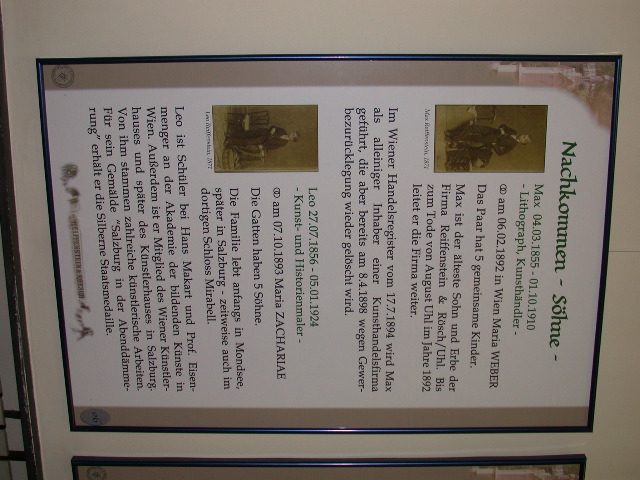 Nachkommen - Söhne -
Max 04.03.1855 - 01.10.1910
- Lithograph, Kunsthändler -
⚭ am 06.02.1892 in Wien Maria WEBER
Das Paar hat 5 gemeinsame Kinder.
Max ist der älteste Sohn und Erbe der
Firma Reiffenstein & Rösch/Uhl. Bis
zum Tode von August Uhl im Jahre 1892
leitet er die Firma weiter.
Max Reiffenstein,
Im Wiener Handelsregister vom 17.7.1894 wird Max
als alleiniger Inhaber einer Kunsthandelsfirma
geführt, die aber bereits am 8.4.1898 wegen Gewer-
bezurücklegung wieder gelöscht wird.
Leo 27.07.1856 - 05.01.1924
- Kunst- und Historienmaler -
⚭ am 07.10.1893 Maria ZACHARIAE
Die Gatten haben 5 Söhne.
Die Familie lebt anfangs in Mondsee,
später in Salzburg - zeitweise auch im
dortigen Schloss Mirabell.
Leo Reiffenstein,
Leo ist Schüler bei Hans Makart und Prof. Eisen-
menger an der Akademie der bildenden Künste in
Wien. Außerdem ist er Mitglied des Wiener Künstler-
hauses und später des Künstlerhauses in Salzburg.
Von ihm stammen zahlreiche künstlerische Arbeiten.
Für sein Gemälde "Salzburg in der Abenddämme-
rung" erhält er die Silberne Staatsmedaille.